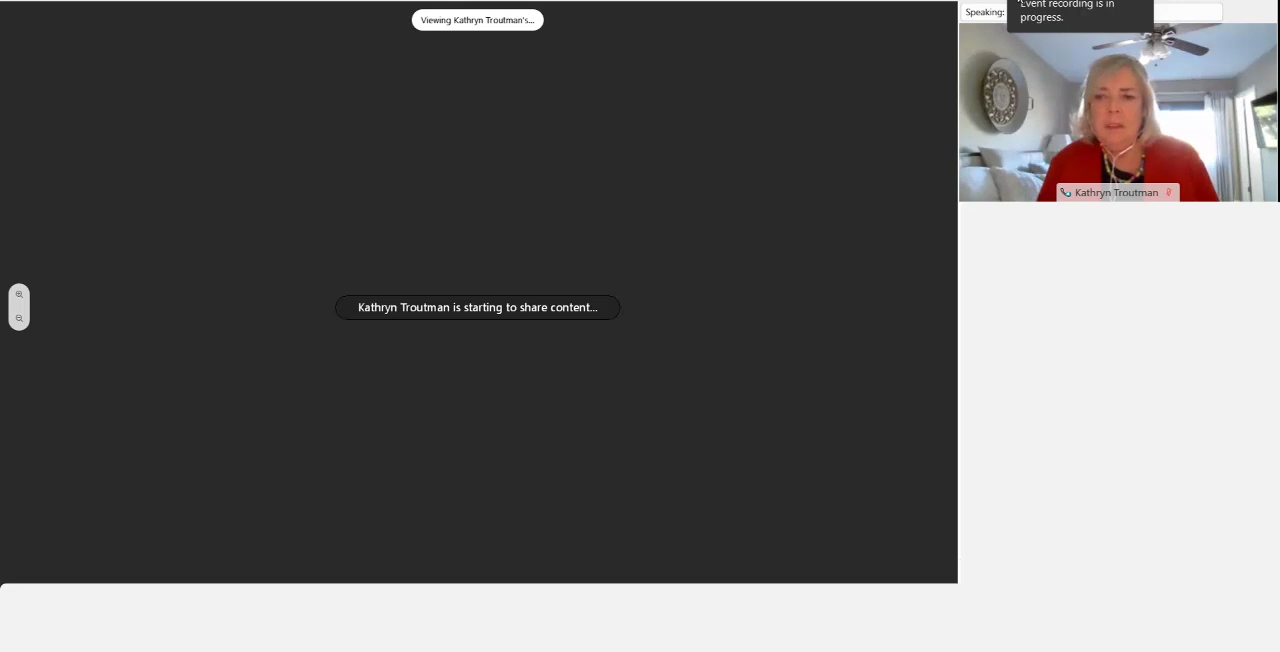 Viewing Kathryn Troutman's...
Speaking:
Event recording is in
progress.
Kathryn Troutman
Kathryn Troutman is starting to share content...